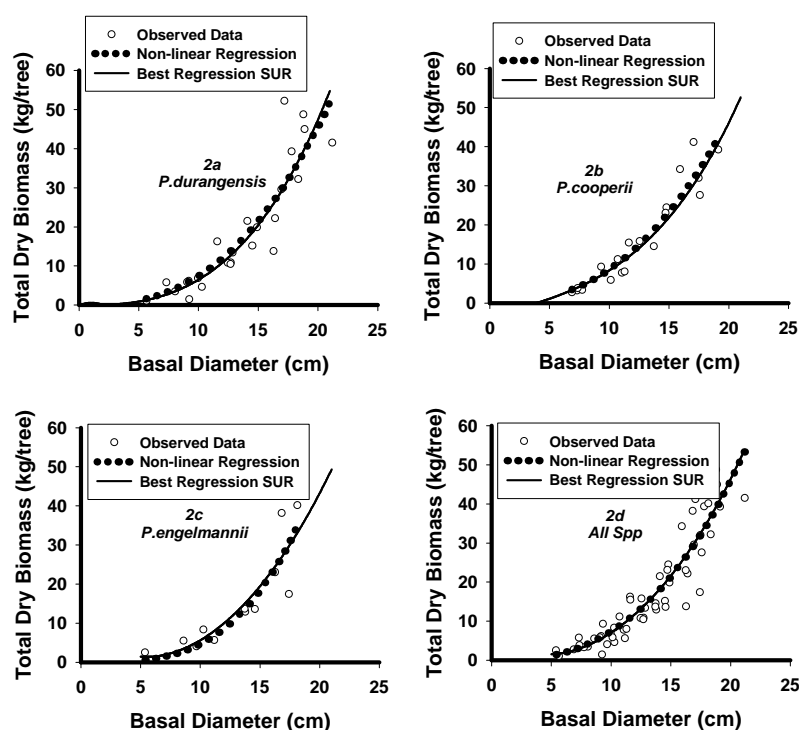 Observed Data
Non-linear Regression
Best Regression SUR
2a
P.durangensis
Total Dry Biomass (kg/tree)
60
50
40
30
20
10
0
0 5 10 15 20 25
Basal Diameter (cm)
Observed Data
Non-linear Regression
Best Regression SUR
2b
P.cooperii
Total Dry Biomass (kg/tree)
60
50
40
30
20
10
0
0 5 10 15 20 25
Basal Diameter (cm)
Observed Data
Non-linear Regression
Best Regression SUR
2c
P.engelmannii
Total Dry Biomass (kg/tree)
60
50
40
30
20
10
0
0 5 10 15 20 25
Basal Diameter (cm)
Observed Data
Non-linear Regression
Best Regression SUR
2d
All Spp
Total Dry Biomass (kg/tree)
60
50
40
30
20
10
0
0 5 10 15 20 25
Basal Diameter (cm)